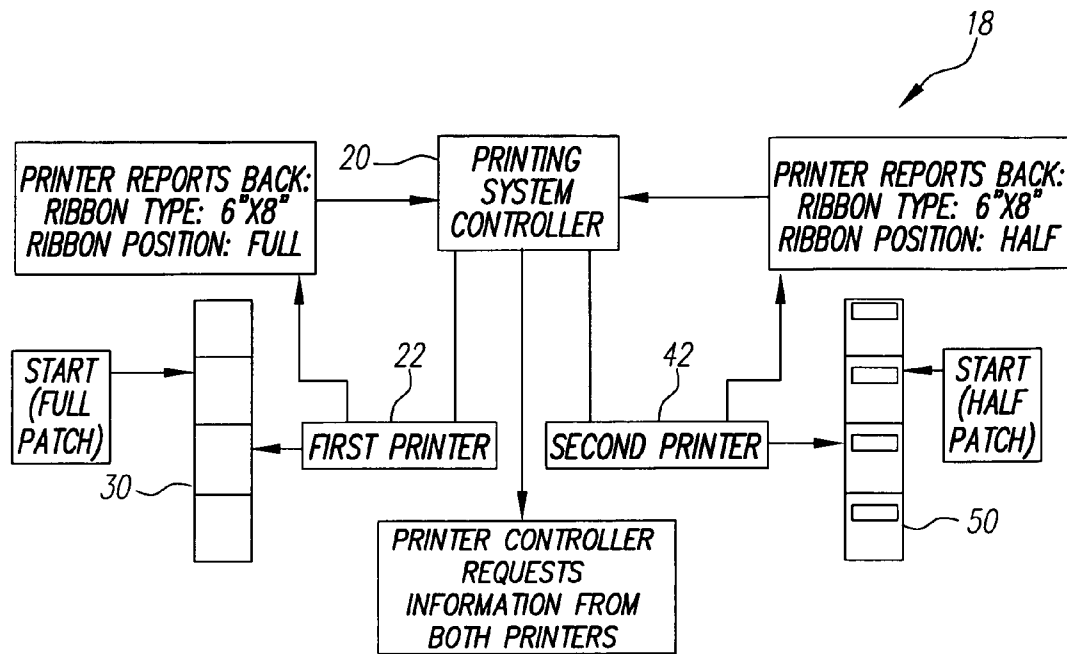 18
20
PRINTING
SYSTEM
CONTROLLER
PRINTER REPORTS BACK:
RIBBON TYPE: 6"X8"
RIBBON POSITION: FULL
PRINTER REPORTS BACK:
RIBBON TYPE: 6"X8"
RIBBON POSITION: HALF
START
(FULL
PATCH)
30
22
FIRST PRINTER
42
SECOND PRINTER
START
(HALF
PATCH)
50
PRINTER CONTROLLER
REQUESTS
INFORMATION FROM
BOTH PRINTERS